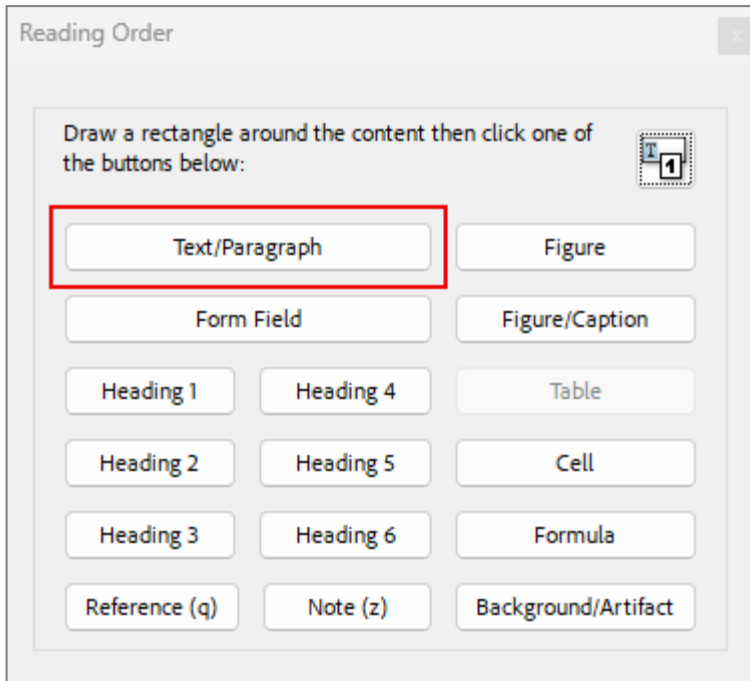 Reading Order
x
Draw a rectangle around the content then click one of
the buttons below:
T
1
Text/Paragraph
Figure
Form Field
Figure/Caption
Heading 1
Heading 4
Table
Heading 2
Heading 5
Cell
Heading 3
Heading 6
Formula
Reference (q)
Note (z)
Background/Artifact